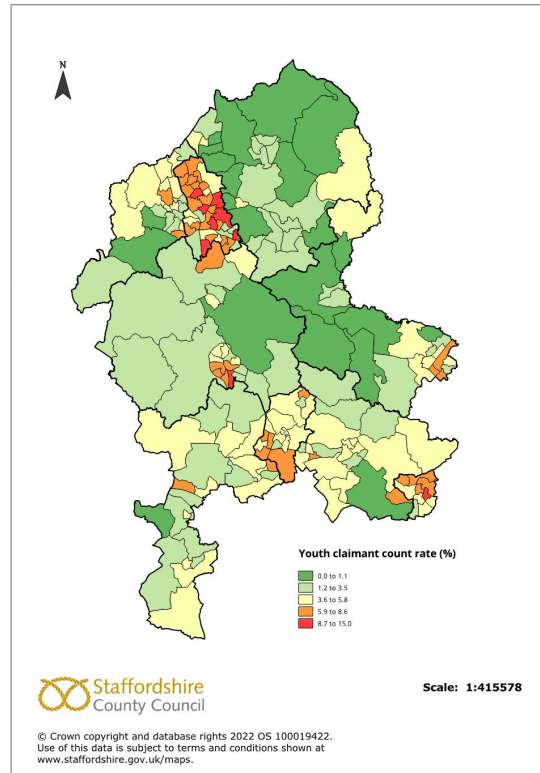 N
Youth claimant count rate (%)
0.0 to 1.1
1.2 to 3.5
3.6 to 5.8
5.9 to 8.6
8.7 to 15.0
Staffordshire
County Council
Scale: 1:415578
© Crown copyright and database rights 2022 OS 100019422.
Use of this data is subject to terms and conditions shown at
www.staffordshire.gov.uk/maps.